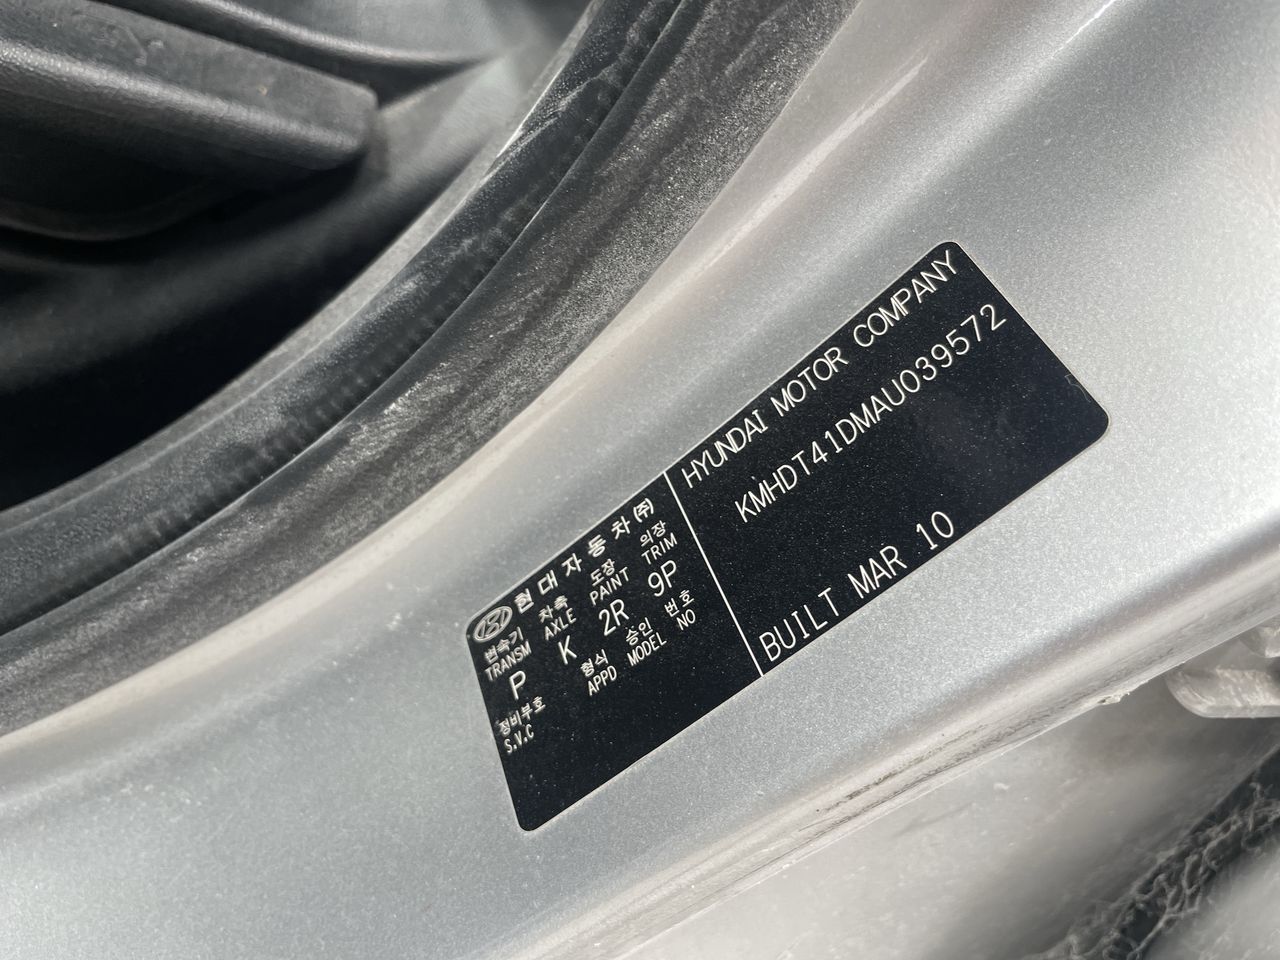 현대자동차(주)
변속기 차축 도장 의장
TRANSM AXLE PAINT TRIM
P K 2R 9P
정비부호 형식 승인 번호
S.V.C APPD MODEL NO
HYUNDAI MOTOR COMPANY
KMHDT41DMAU039572
BUILT MAR 10